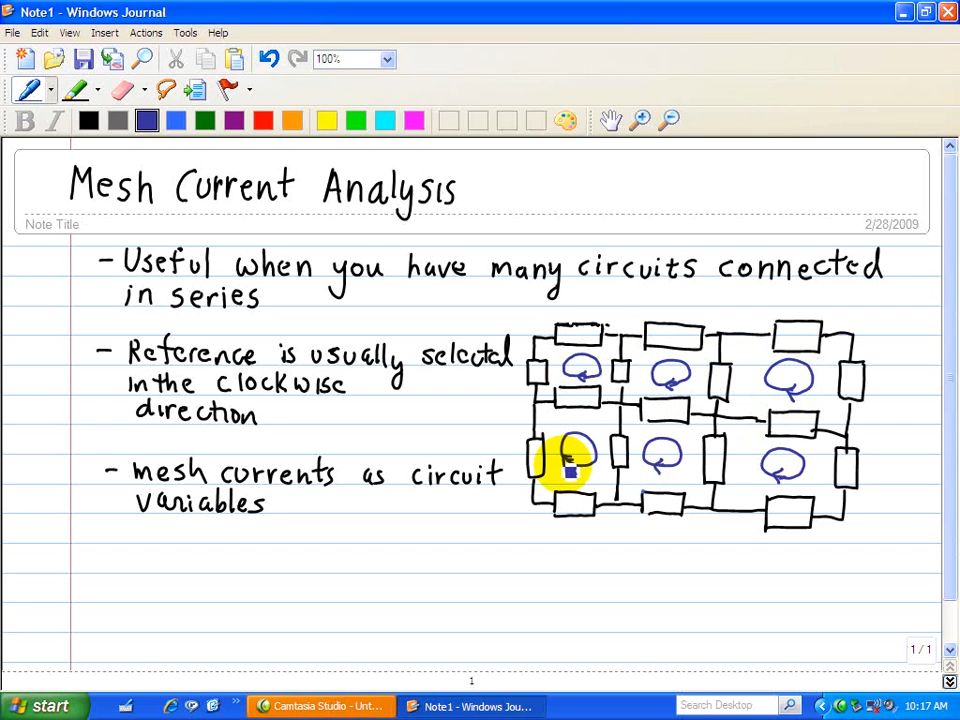 Note1 - Windows Journal
File Edit View Insert Actions Tools Help
100%
B I
Mesh Current Analysis
Note Title
2/28/2009
- Useful when you have many circuits connected
in series
- Reference is usually selected
in the clockwise
direction
- mesh currents as circuit
variables
1 / 1
1
start
Camtasia Studio - Unt...
Note1 - Windows Jou...
Search Desktop
10:17 AM